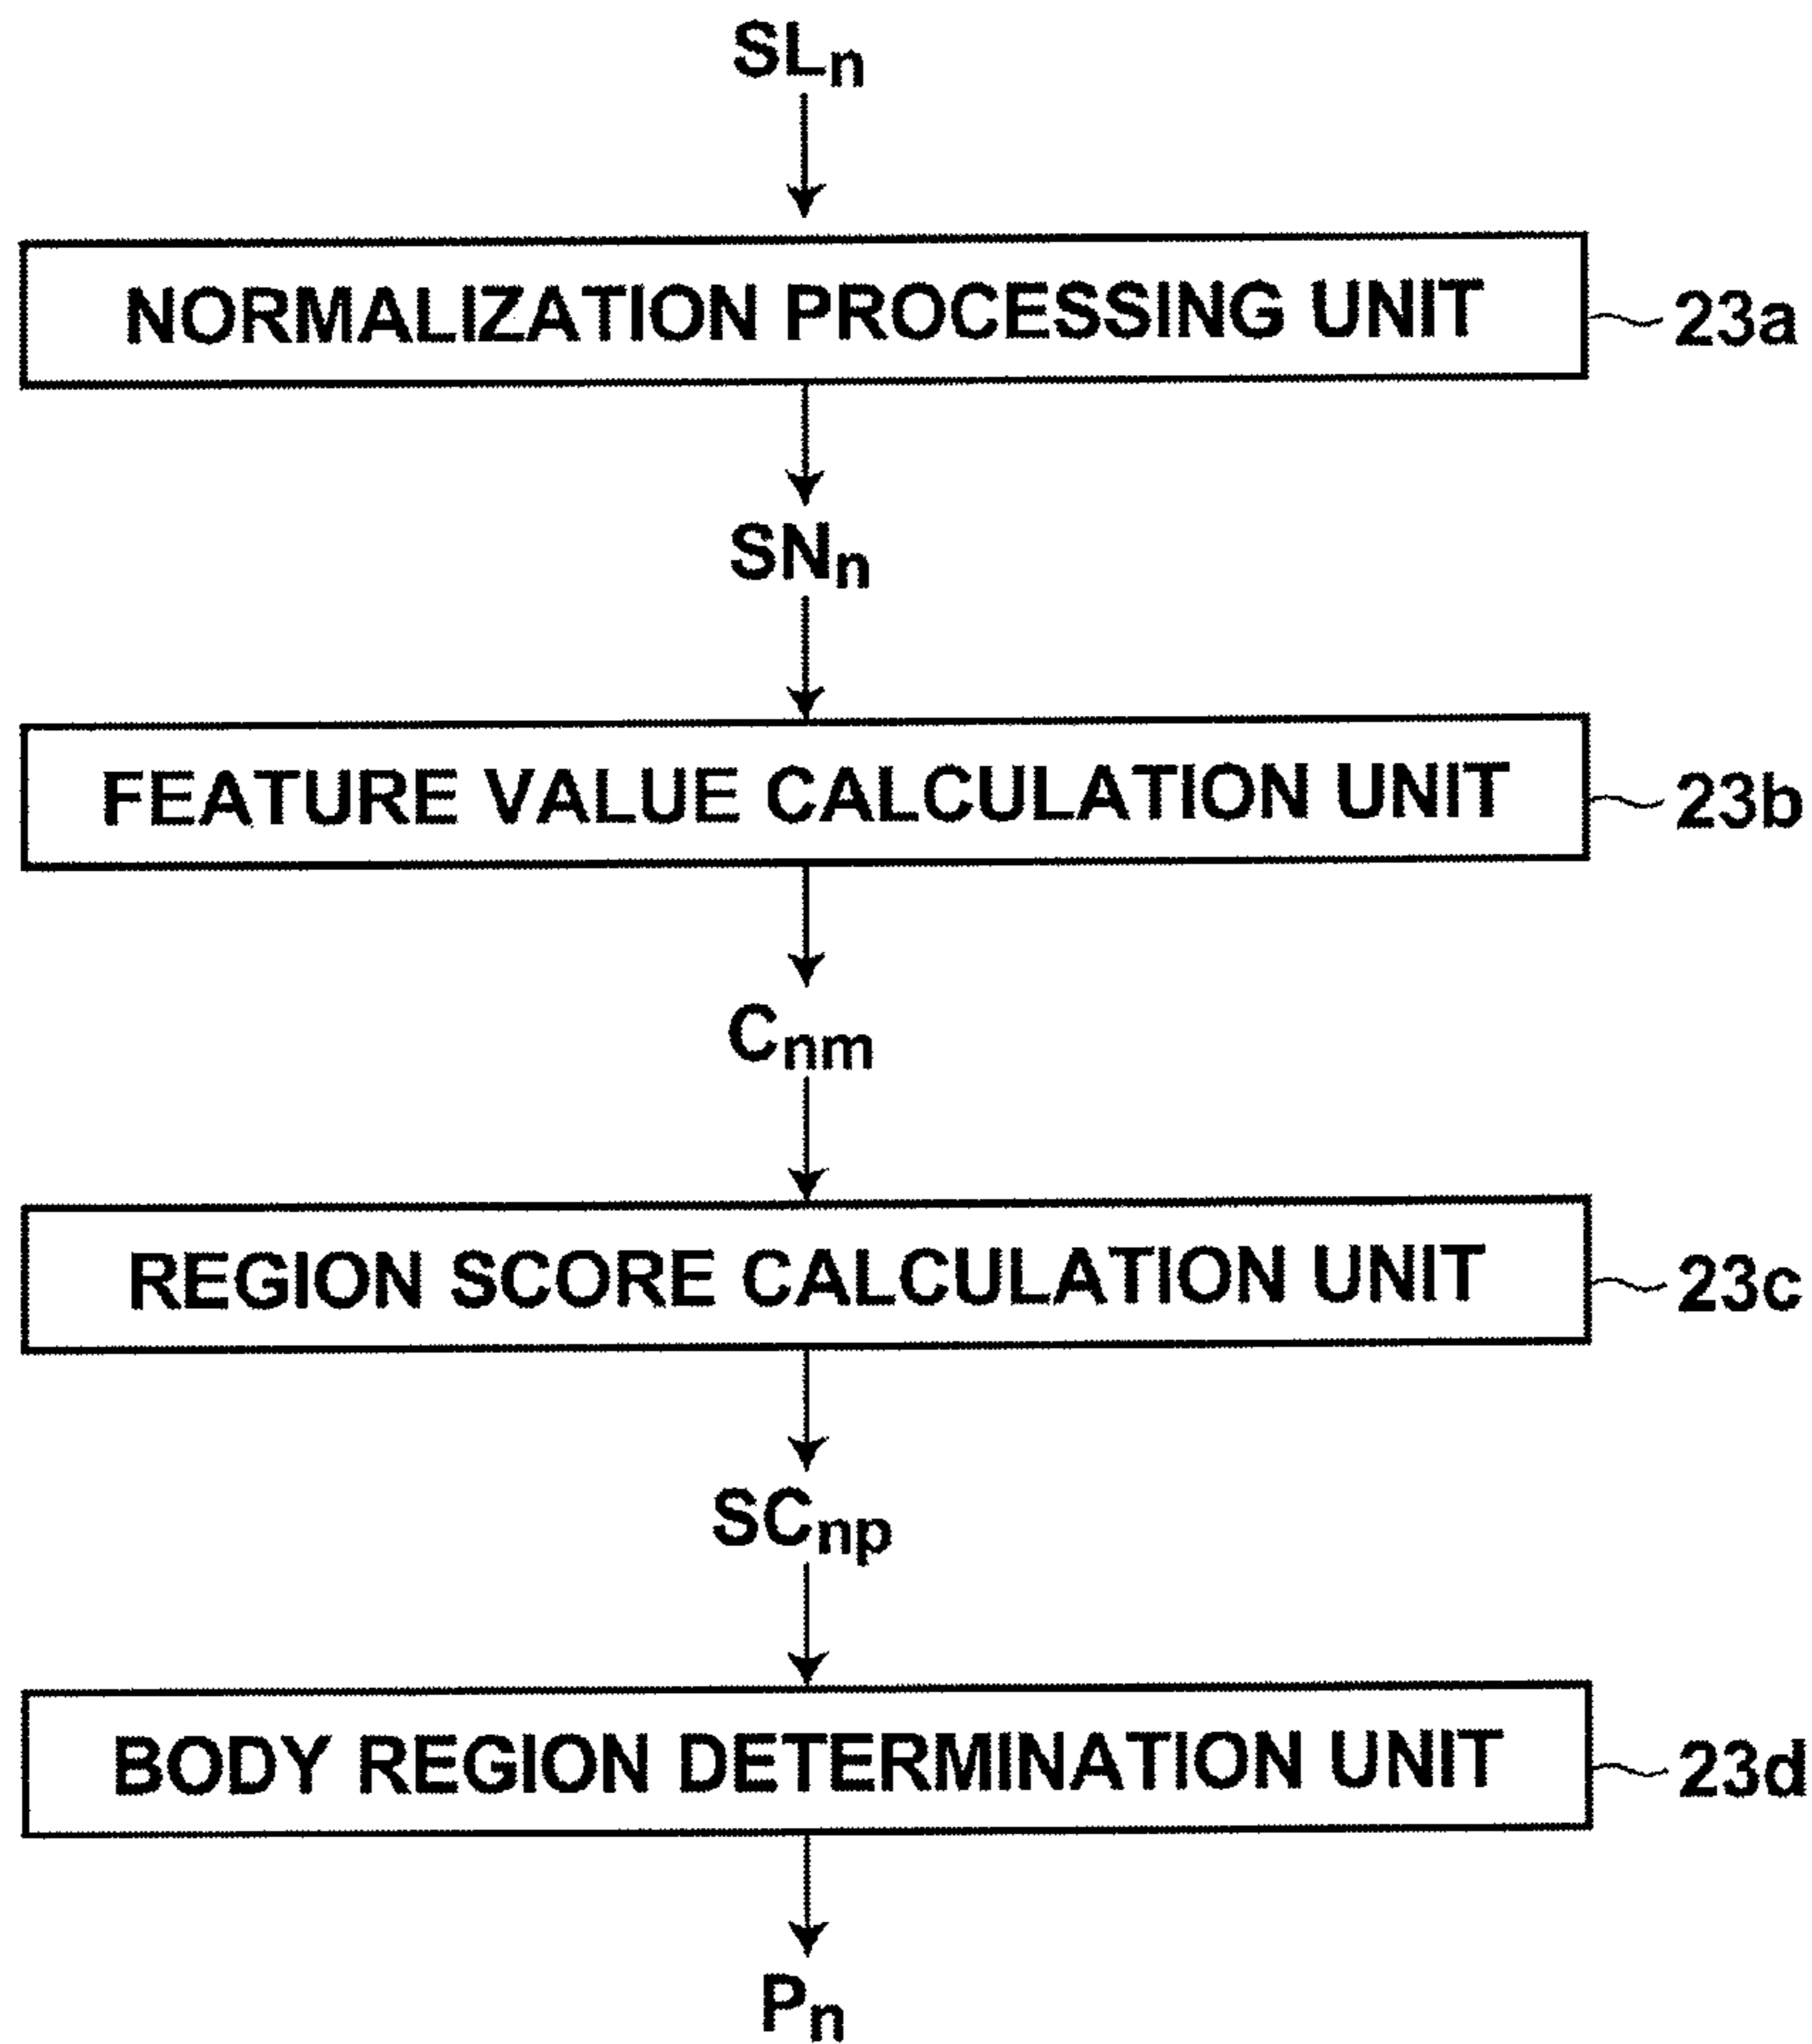 SLn
NORMALIZATION PROCESSING UNIT 23a
SNn
FEATURE VALUE CALCULATION UNIT 23b
Cnm
REGION SCORE CALCULATION UNIT 23c
SCnp
BODY REGION DETERMINATION UNIT 23d
Pn